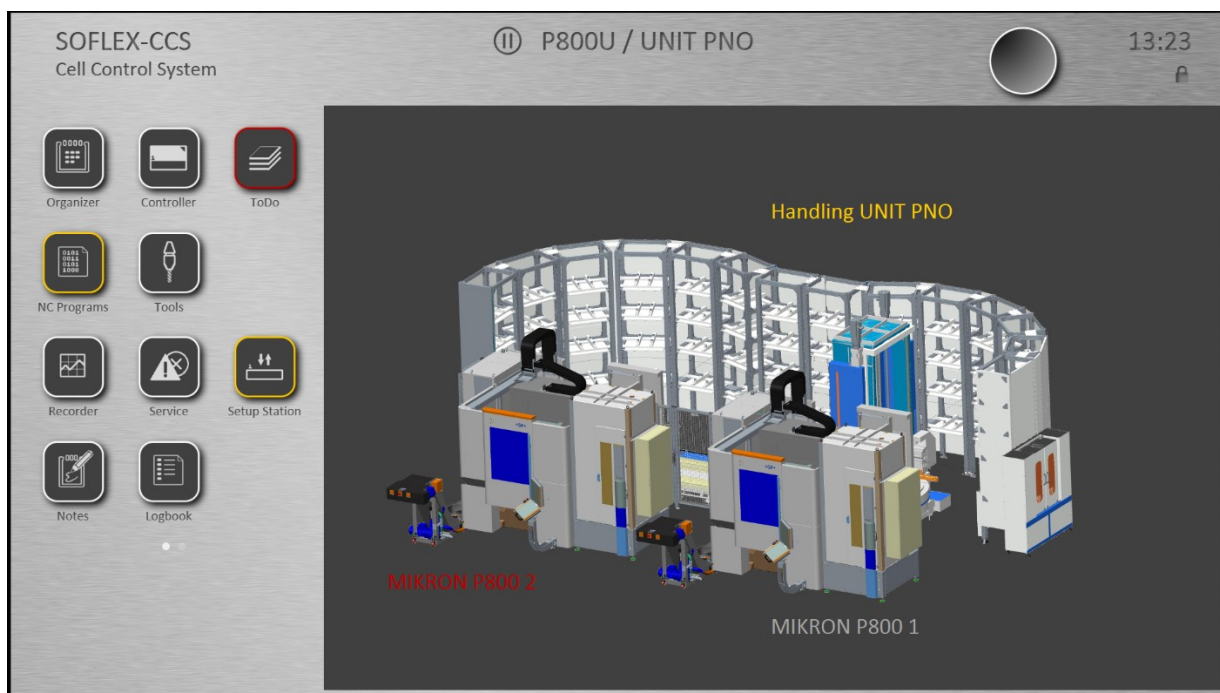 SOFLEX-CCS
Cell Control System
P800U / UNIT PNO
13:23
Organizer
Controller
ToDo
NC Programs
Tools
Recorder
Service
Setup Station
Notes
Logbook
Handling UNIT PNO
MIKRON P800 2
MIKRON P800 1